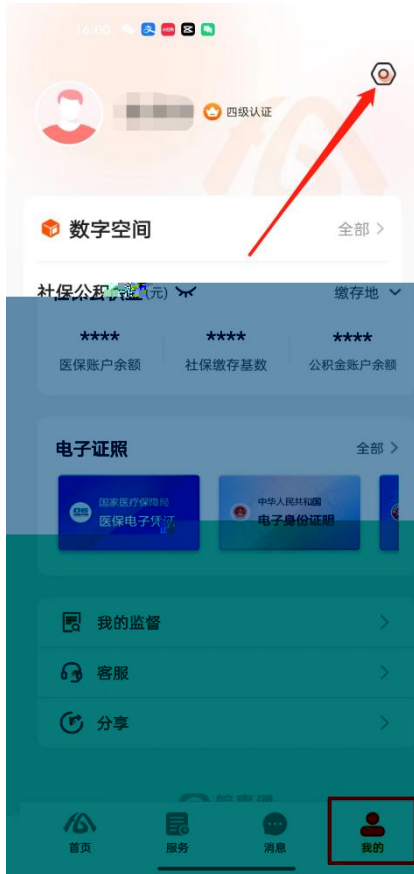 16:00
四级认证
数字空间 全部
(元) 缴存地
**** **** ****
医保账户余额 社保缴存基数 公积金账户余额
电子证照 全部
国家医疗保障局
医保电子凭证
中华人民共和国
电子身份证明
我的监督
客服
分享
首页 服务 消息 我的